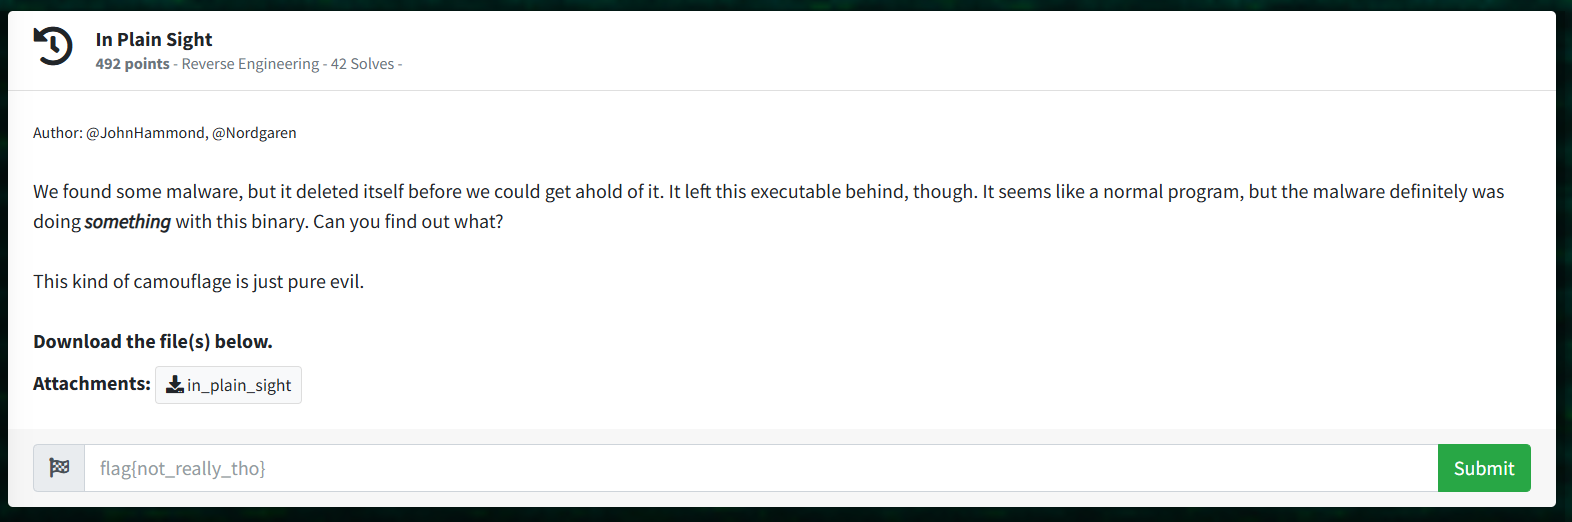 In Plain Sight
492 points - Reverse Engineering - 42 Solves -
Author: @JohnHammond, @Nordgaren
We found some malware, but it deleted itself before we could get ahold of it. It left this executable behind, though. It seems like a normal program, but the malware definitely was
doing something with this binary. Can you find out what?
This kind of camouflage is just pure evil.
Download the file(s) below.
Attachments: in_plain_sight
flag{not_really_tho} Submit